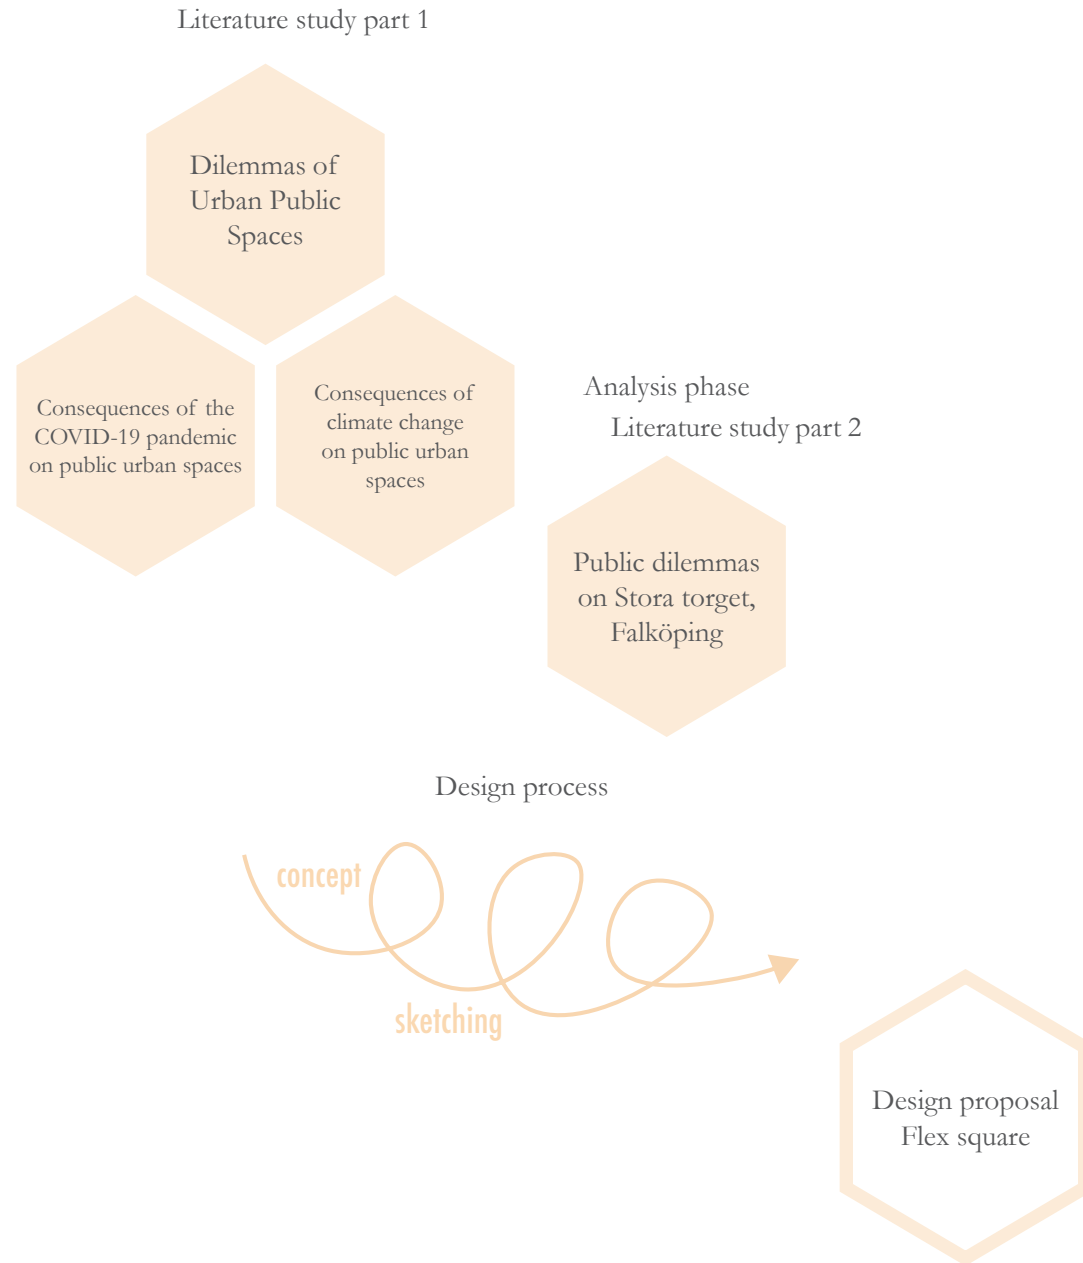 Literature study part 1
Dilemmas of
Urban Public
Spaces
Consequences of the
COVID-19 pandemic
on public urban spaces
Consequences of
climate change
on public urban
spaces
Analysis phase
Literature study part 2
Public dilemmas
on Stora torget,
Falköping
Design process
concept
sketching
Design proposal
Flex square